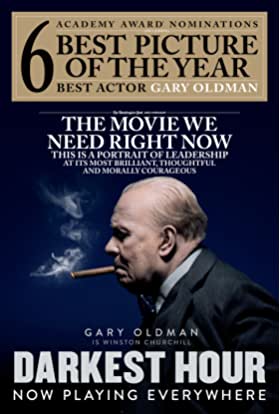 6
ACADEMY AWARD NOMINATIONS
BEST PICTURE
OF THE YEAR
BEST ACTOR GARY OLDMAN
THE MOVIE WE
NEED RIGHT NOW
THIS IS A PORTRAIT OF LEADERSHIP
AT ITS MOST BRILLIANT, THOUGHTFUL
AND MORALLY COURAGEOUS
GARY OLDMAN
IS WINSTON CHURCHILL
DARKEST HOUR
NOW PLAYING EVERYWHERE